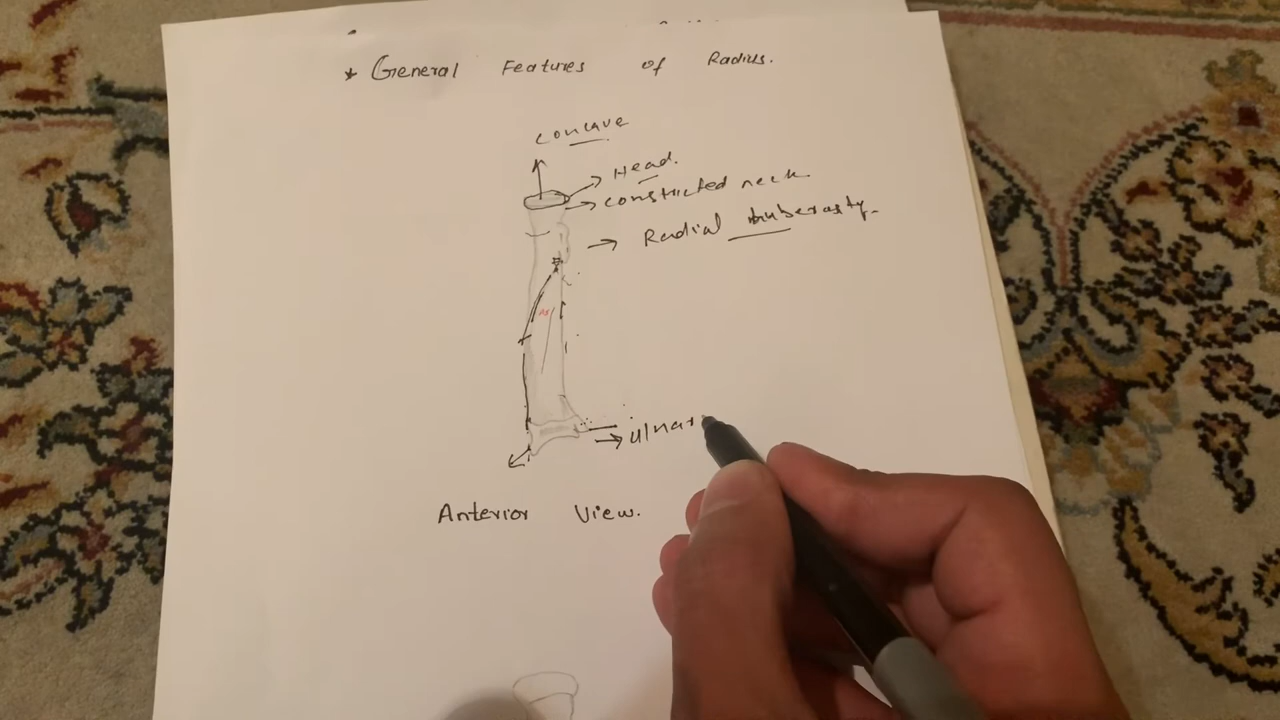 * General Features of Radius.
concave
Head.
constricted neck.
Radial tuberosity.
ulnar
Anterior View.